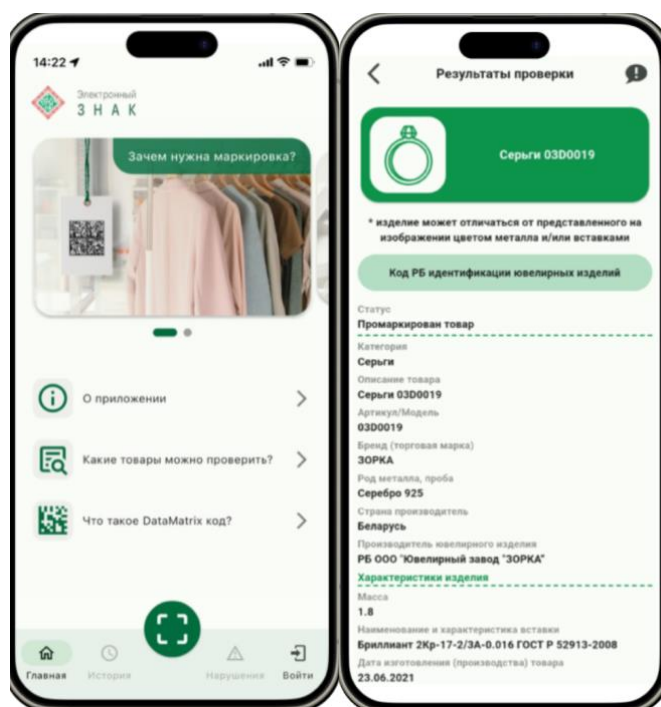 14:22
Электронный
ЗНАК
Зачем нужна маркировка?
О приложении
Какие товары можно проверить?
Что такое DataMatrix код?
Главная
История
Нарушения
Войти
Результаты проверки
Серьги 03D0019
* изделие может отличаться от представленного на
изображении цветом металла и/или вставками
Код РБ идентификации ювелирных изделий
Статус
Промаркирован товар
Категория
Серьги
Описание товара
Серьги 03D0019
Артикул/Модель
03D0019
Бренд (торговая марка)
ЗОРКА
Род металла, проба
Серебро 925
Страна производитель
Беларусь
Производитель ювелирного изделия
РБ ООО "Ювелирный завод "ЗОРКА"
Характеристики изделия
Масса
1.8
Наименование и характеристика вставки
Бриллиант 2Кр-17-2/3А-0.016 ГОСТ Р 52913-2008
Дата изготовления (производства) товара
23.06.2021